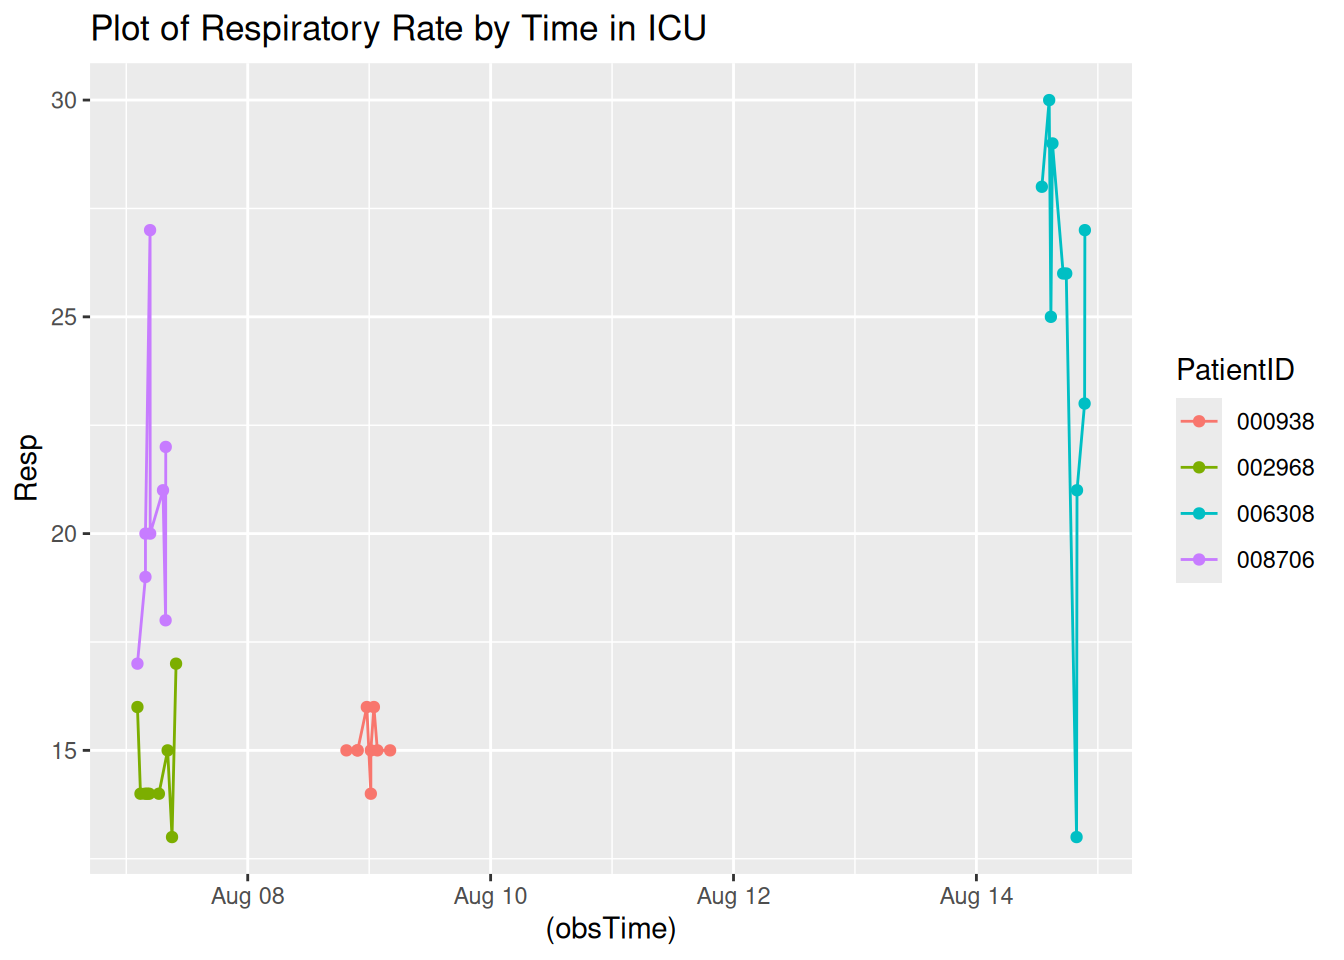 Plot of Respiratory Rate by Time in ICU
30
25
20
15
Resp
Aug 08
Aug 10
Aug 12
Aug 14
(obsTime)
PatientID
000938
002968
006308
008706